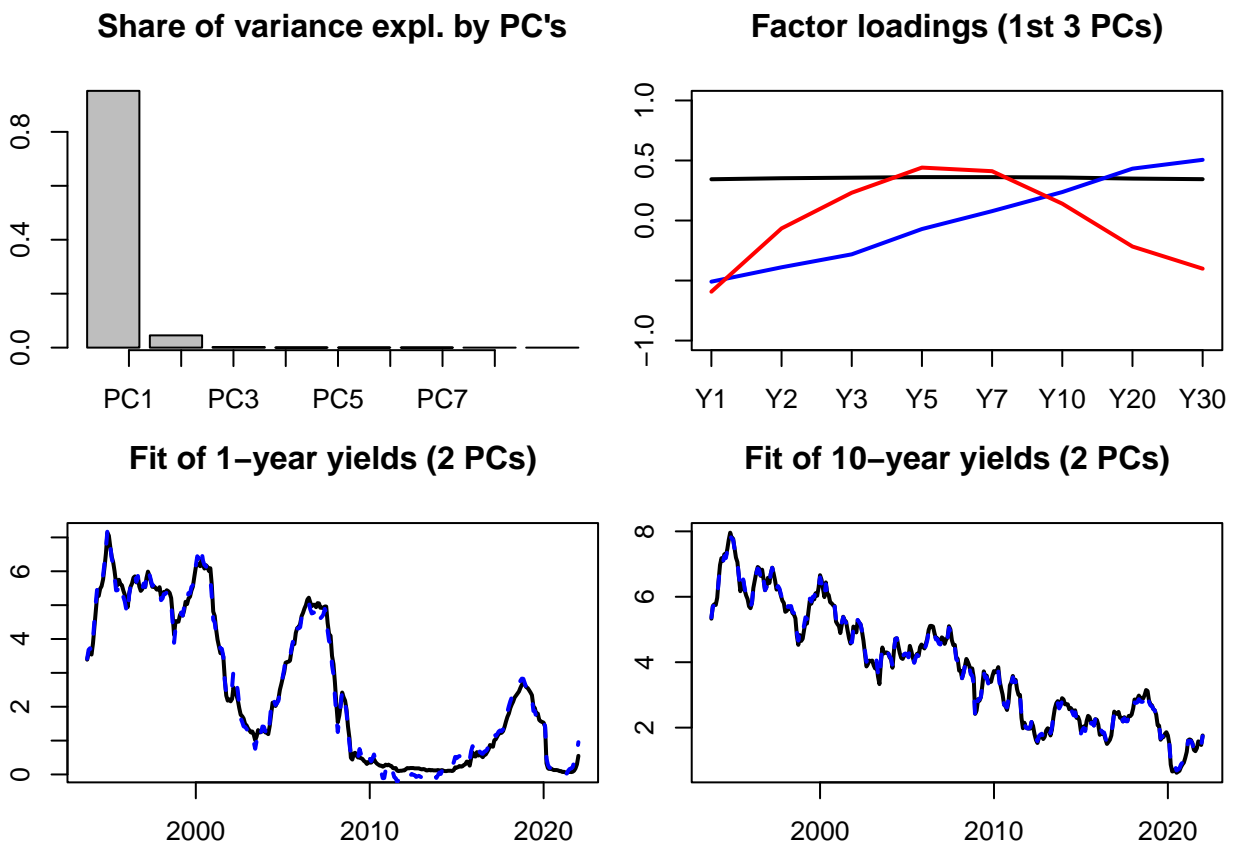 Share of variance expl. by PC's
0.8
0.4
0.0
PC1 PC3 PC5 PC7
Factor loadings (1st 3 PCs)
1.0
0.5
0.0
−1.0
Y1 Y2 Y3 Y5 Y7 Y10 Y20 Y30
Fit of 1−year yields (2 PCs)
6
4
2
0
2000 2010 2020
Fit of 10−year yields (2 PCs)
8
6
4
2
2000 2010 2020